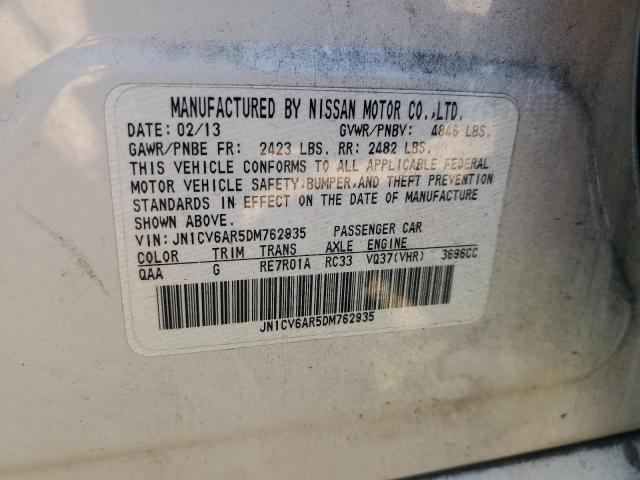 MANUFACTURED BY NISSAN MOTOR CO.,LTD.
DATE: 02/13 GVWR/PNBV: 4846 LBS.
GAWR/PNBE FR: 2423 LBS. RR: 2482 LBS.
THIS VEHICLE CONFORMS TO ALL APPLICABLE FEDERAL
MOTOR VEHICLE SAFETY,BUMPER,AND THEFT PREVENTION
STANDARDS IN EFFECT ON THE DATE OF MANUFACTURE
SHOWN ABOVE.
VIN: JN1CV6AR5DM762935 PASSENGER CAR
COLOR TRIM TRANS AXLE ENGINE
QAA G RE7R01A RC33 VQ37(VHR) 3696CC
JN1CV6AR5DM762935